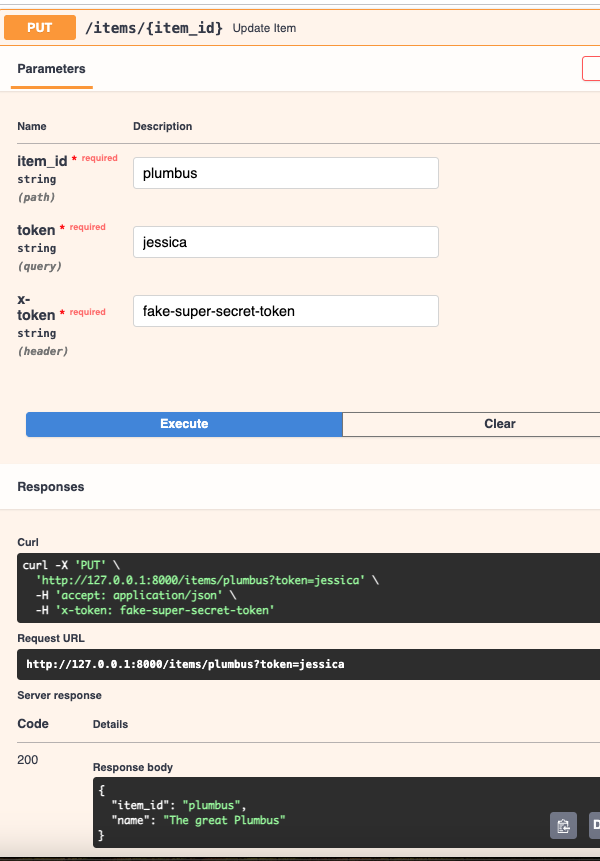 PUT /items/{item_id} Update Item
Parameters
Name Description
item_id * required
string
(path)
plumbus
token * required
string
(query)
jessica
x-
token * required
string
(header)
fake-super-secret-token
Execute Clear
Responses
Curl
curl -X 'PUT' \
'http://127.0.0.1:8000/items/plumbus?token=jessica' \
-H 'accept: application/json' \
-H 'x-token: fake-super-secret-token'
Request URL
http://127.0.0.1:8000/items/plumbus?token=jessica
Server response
Code Details
200
Response body
{
"item_id": "plumbus",
"name": "The great Plumbus"
}